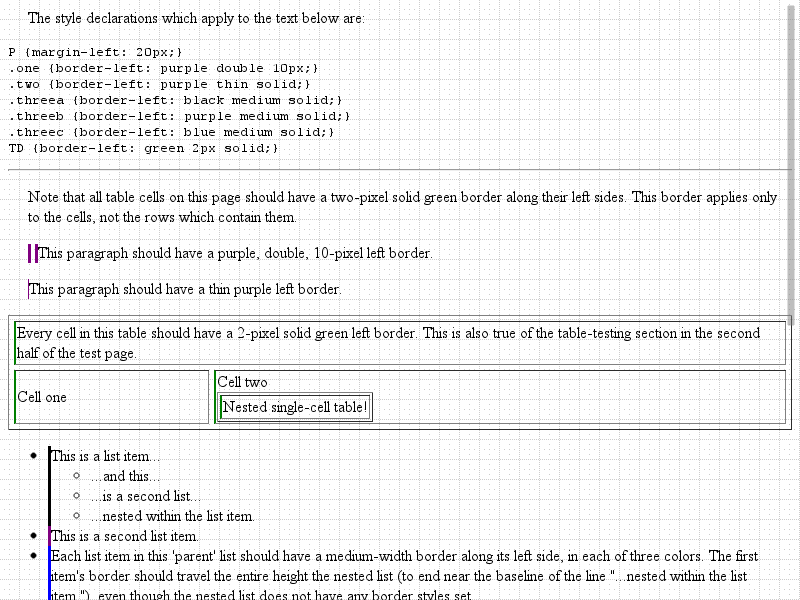 The style declarations which apply to the text below are:
P {margin-left: 20px;}
.one {border-left: purple double 10px;}
.two {border-left: purple thin solid;}
.threea {border-left: black medium solid;}
.threeb {border-left: purple medium solid;}
.threec {border-left: blue medium solid;}
TD {border-left: green 2px solid;}
Note that all table cells on this page should have a two-pixel solid green border along their left sides. This border applies only
to the cells, not the rows which contain them.
This paragraph should have a purple, double, 10-pixel left border.
This paragraph should have a thin purple left border.
Every cell in this table should have a 2-pixel solid green left border. This is also true of the table-testing section in the second
half of the test page.
Cell one
Cell two
Nested single-cell table!
This is a list item...
...and this...
...is a second list...
...nested within the list item.
This is a second list item.
Each list item in this 'parent' list should have a medium-width border along its left side, in each of three colors. The first
item's border should travel the entire height the nested list (to end near the baseline of the line "...nested within the list
item."), even though the nested list does not have any border styles set.